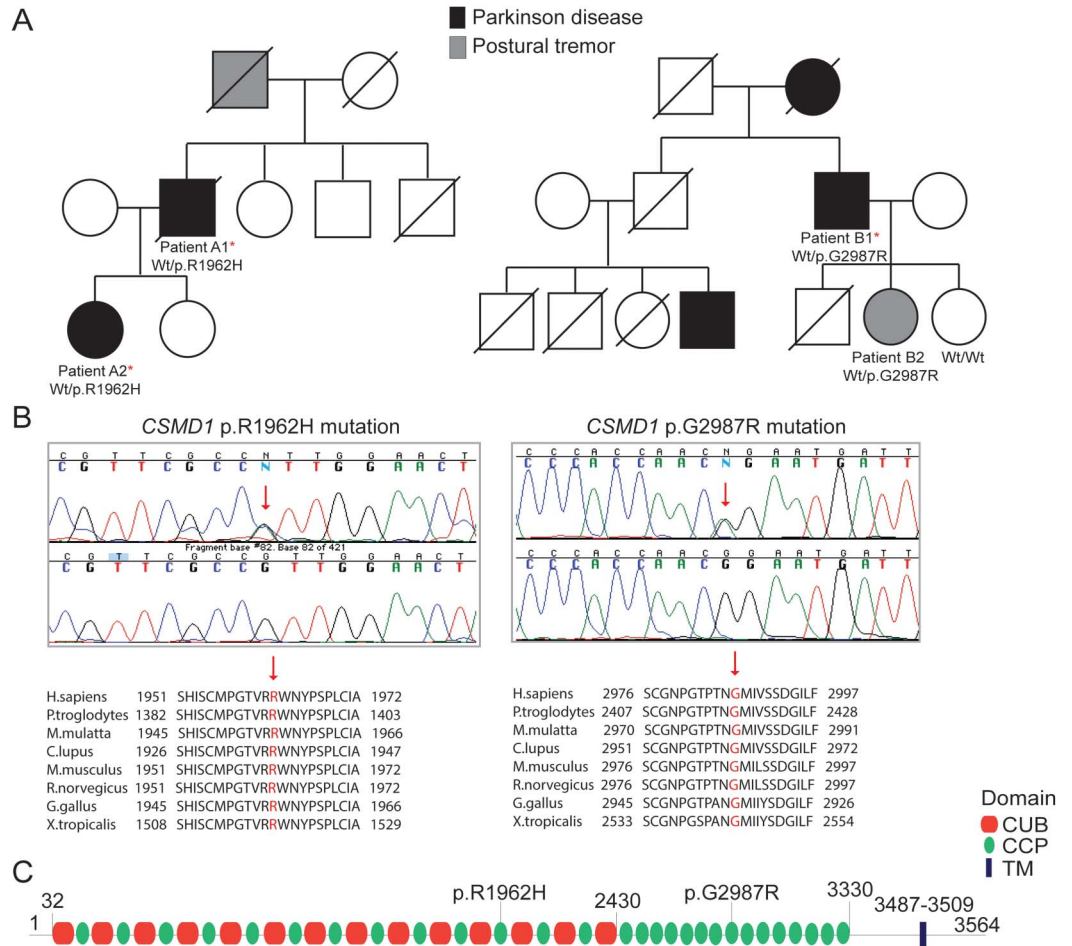 A
Parkinson disease
Postural tremor
Patient A1*
Wt/p.R1962H
Patient A2*
Wt/p.R1962H
Patient B1*
Wt/p.G2987R
Patient B2
Wt/p.G2987R
Wt/Wt
B
CSMD1 p.R1962H mutation
C G T T C G C C N T T G G A A C T
C G T T C G C C N T T G G A A C T
Fragment base #82. Base 82 of 421
C G T T C G C C G T T G G A A C T
C G T T C G C C G T T G G A A C T
H.sapiens 1951 SHISCMPGTVRRWNYPSPLCIA 1972
P.troglodytes 1382 SHISCMPGTVRRWNYPSPLCIA 1403
M.mulatta 1945 SHISCMPGTVRRWNYPSPLCIA 1966
C.lupus 1926 SHISCMPGTVRRWNYPSPLCIA 1947
M.musculus 1951 SHISCMPGTVRRWNYPSPLCIA 1972
R.norvegicus 1951 SHISCMPGTVRRWNYPSPLCIA 1972
G.gallus 1945 SHISCMPGTVRRWNYPSPLCIA 1966
X.tropicalis 1508 SHISCMPGTVRRWNYPSPLCIA 1529
CSMD1 p.G2987R mutation
C C C A C C A A C N G A A T G A T T
C C C A C C A A C N G A A T G A T T
C C C A C C A A C G G A A T G A T T
C C C A C C A A C G G A A T G A T T
H.sapiens 2976 SCGNPGTPTNGMIVSSDGILF 2997
P.troglodytes 2407 SCGNPGTPTNGMIVSSDGILF 2428
M.mulatta 2970 SCGNPGTPTNGMIVSSDGILF 2991
C.lupus 2951 SCGNPGTPTNGMIVSSDGILF 2972
M.musculus 2976 SCGNPGTPTNGMILSSDGILF 2997
R.norvegicus 2976 SCGNPGTPTNGMILSSDGILF 2997
G.gallus 2945 SCGNPGTPANGMIIYSDGILF 2926
X.tropicalis 2533 SCGNPGSPANGMIIYSDGILF 2554
Domain
CUB
CCP
TM
C
1
32
p.R1962H
2430
p.G2987R
3330
3487-3509
3564